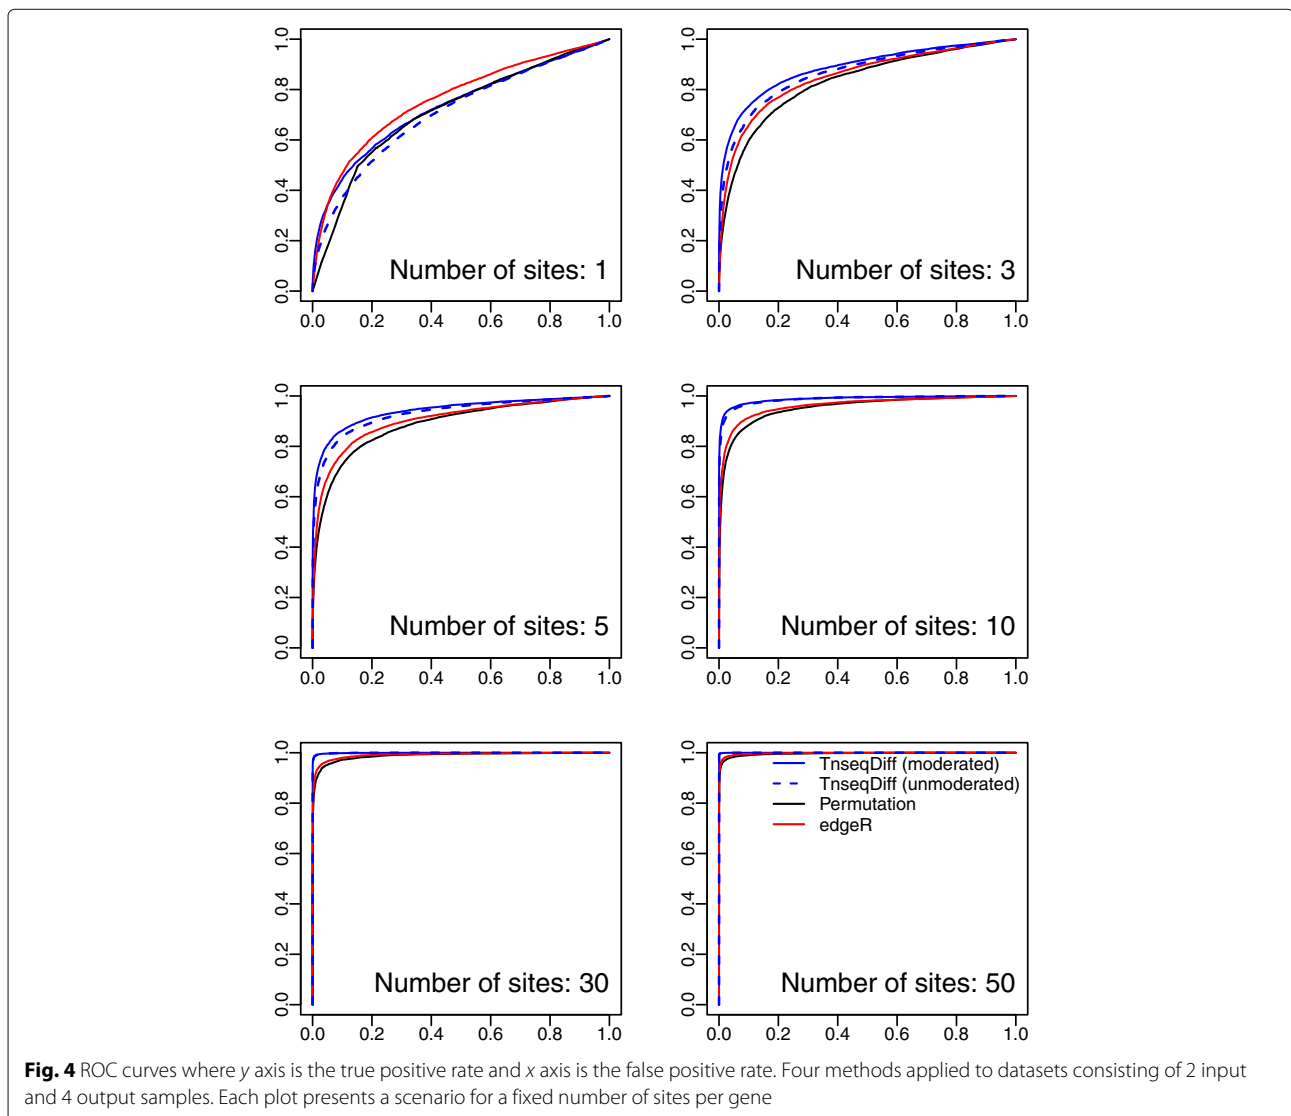 1.0
0.8
0.6
0.4
0.2
0.0
Number of sites: 1
0.0 0.2 0.4 0.6 0.8 1.0
1.0
0.8
0.6
0.4
0.2
0.0
Number of sites: 3
0.0 0.2 0.4 0.6 0.8 1.0
1.0
0.8
0.6
0.4
0.2
0.0
Number of sites: 5
0.0 0.2 0.4 0.6 0.8 1.0
1.0
0.8
0.6
0.4
0.2
0.0
Number of sites: 10
0.0 0.2 0.4 0.6 0.8 1.0
1.0
0.8
0.6
0.4
0.2
0.0
Number of sites: 30
0.0 0.2 0.4 0.6 0.8 1.0
1.0
0.8
0.6
0.4
0.2
0.0
TnseqDiff (moderated)
TnseqDiff (unmoderated)
Permutation
edgeR
Number of sites: 50
0.0 0.2 0.4 0.6 0.8 1.0
Fig. 4 ROC curves where y axis is the true positive rate and x axis is the false positive rate. Four methods applied to datasets consisting of 2 input
and 4 output samples. Each plot presents a scenario for a fixed number of sites per gene